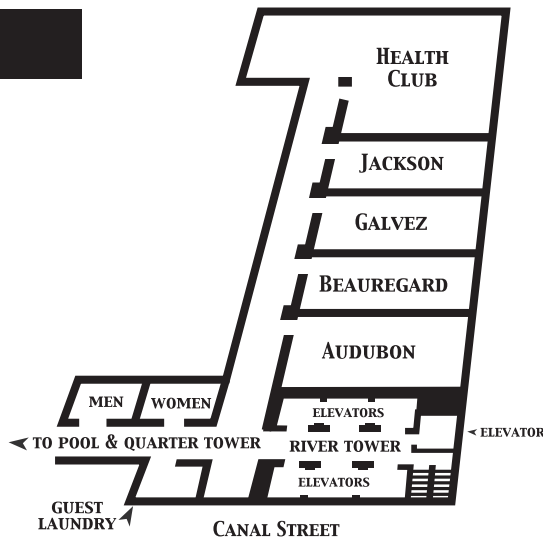 HEALTH
CLUB
JACKSON
GALVEZ
BEAUREGARD
AUDUBON
MEN
WOMEN
ELEVATORS
TO POOL & QUARTER TOWER
RIVER TOWER
ELEVATOR
ELEVATORS
GUEST
LAUNDRY
CANAL STREET